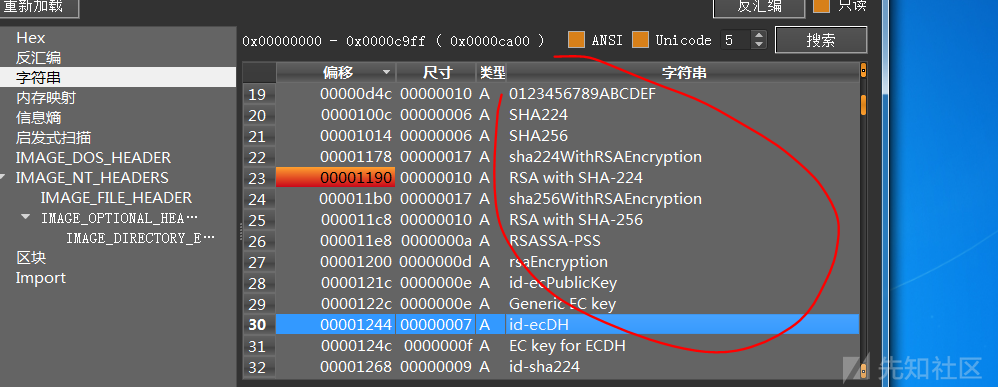 重新加载
反汇编
只读
0x00000000 - 0x0000c9ff ( 0x0000ca00 )
ANSI
Unicode
5
搜索
Hex
反汇编
字符串
内存映射
信息熵
启发式扫描
IMAGE_DOS_HEADER
IMAGE_NT_HEADERS
IMAGE_FILE_HEADER
IMAGE_OPTIONAL_HEA…
IMAGE_DIRECTORY_E…
区块
Import
偏移 尺寸 类型 字符串
19 00000d4c 00000010 A 0123456789ABCDEF
20 0000100c 00000006 A SHA224
21 00001014 00000006 A SHA256
22 00001178 00000017 A sha224WithRSAEncryption
23 00001190 00000010 A RSA with SHA-224
24 000011b0 00000017 A sha256WithRSAEncryption
25 000011c8 00000010 A RSA with SHA-256
26 000011e8 0000000a A RSASSA-PSS
27 00001200 0000000d A rsaEncryption
28 0000121c 0000000e A id-ecPublicKey
29 0000122c 0000000e A Generic EC key
30 00001244 00000007 A id-ecDH
31 0000124c 0000000f A EC key for ECDH
32 00001268 00000009 A id-sha224
先知社区